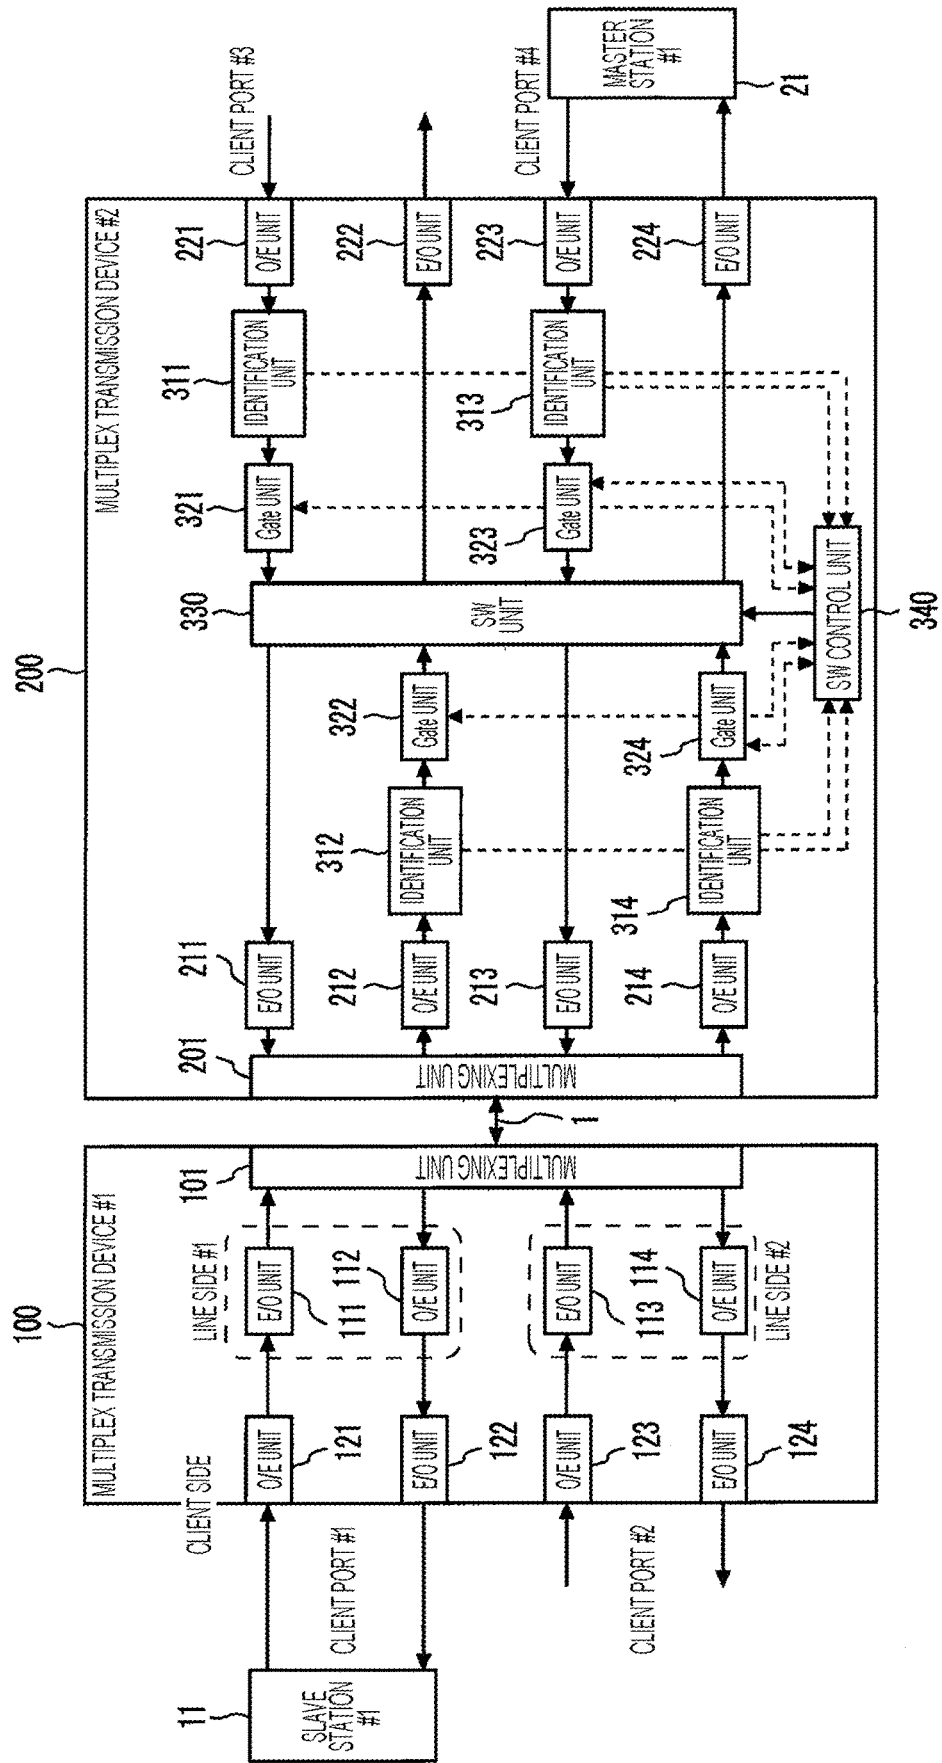 100
MULTIPLEX TRANSMISSION DEVICE #1
200
MULTIPLEX TRANSMISSION DEVICE #2
11
SLAVE
STATION
#1
CLIENT SIDE
CLIENT PORT #1
CLIENT PORT #2
O/E UNIT
121
E/O UNIT
122
O/E UNIT
123
E/O UNIT
124
LINE SIDE #1
E/O UNIT
111
O/E UNIT
112
E/O UNIT
113
O/E UNIT
114
LINE SIDE #2
101
MULTIPLEXING UNIT
1
201
MULTIPLEXING UNIT
211
E/O UNIT
212
O/E UNIT
213
E/O UNIT
214
O/E UNIT
312
IDENTIFICATION
UNIT
314
IDENTIFICATION
UNIT
322
Gate UNIT
324
Gate UNIT
330
SW
UNIT
SW CONTROL UNIT
340
321
Gate UNIT
323
Gate UNIT
311
IDENTIFICATION
UNIT
313
IDENTIFICATION
UNIT
221
O/E UNIT
222
E/O UNIT
223
O/E UNIT
224
E/O UNIT
CLIENT PORT #3
CLIENT PORT #4
MASTER
STATION
#1
21